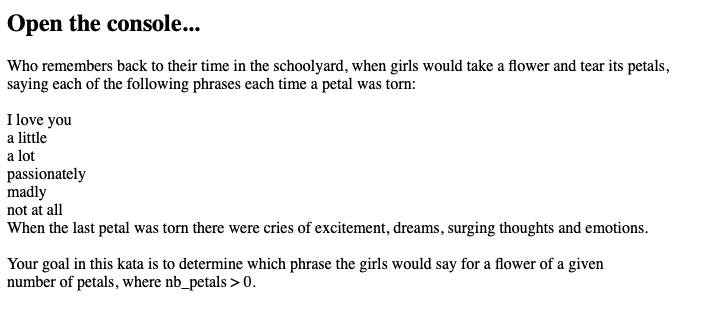 Open the console...
Who remembers back to their time in the schoolyard, when girls would take a flower and tear its petals,
saying each of the following phrases each time a petal was torn:
I love you
a little
a lot
passionately
madly
not at all
When the last petal was torn there were cries of excitement, dreams, surging thoughts and emotions.
Your goal in this kata is to determine which phrase the girls would say for a flower of a given
number of petals, where nb_petals > 0.